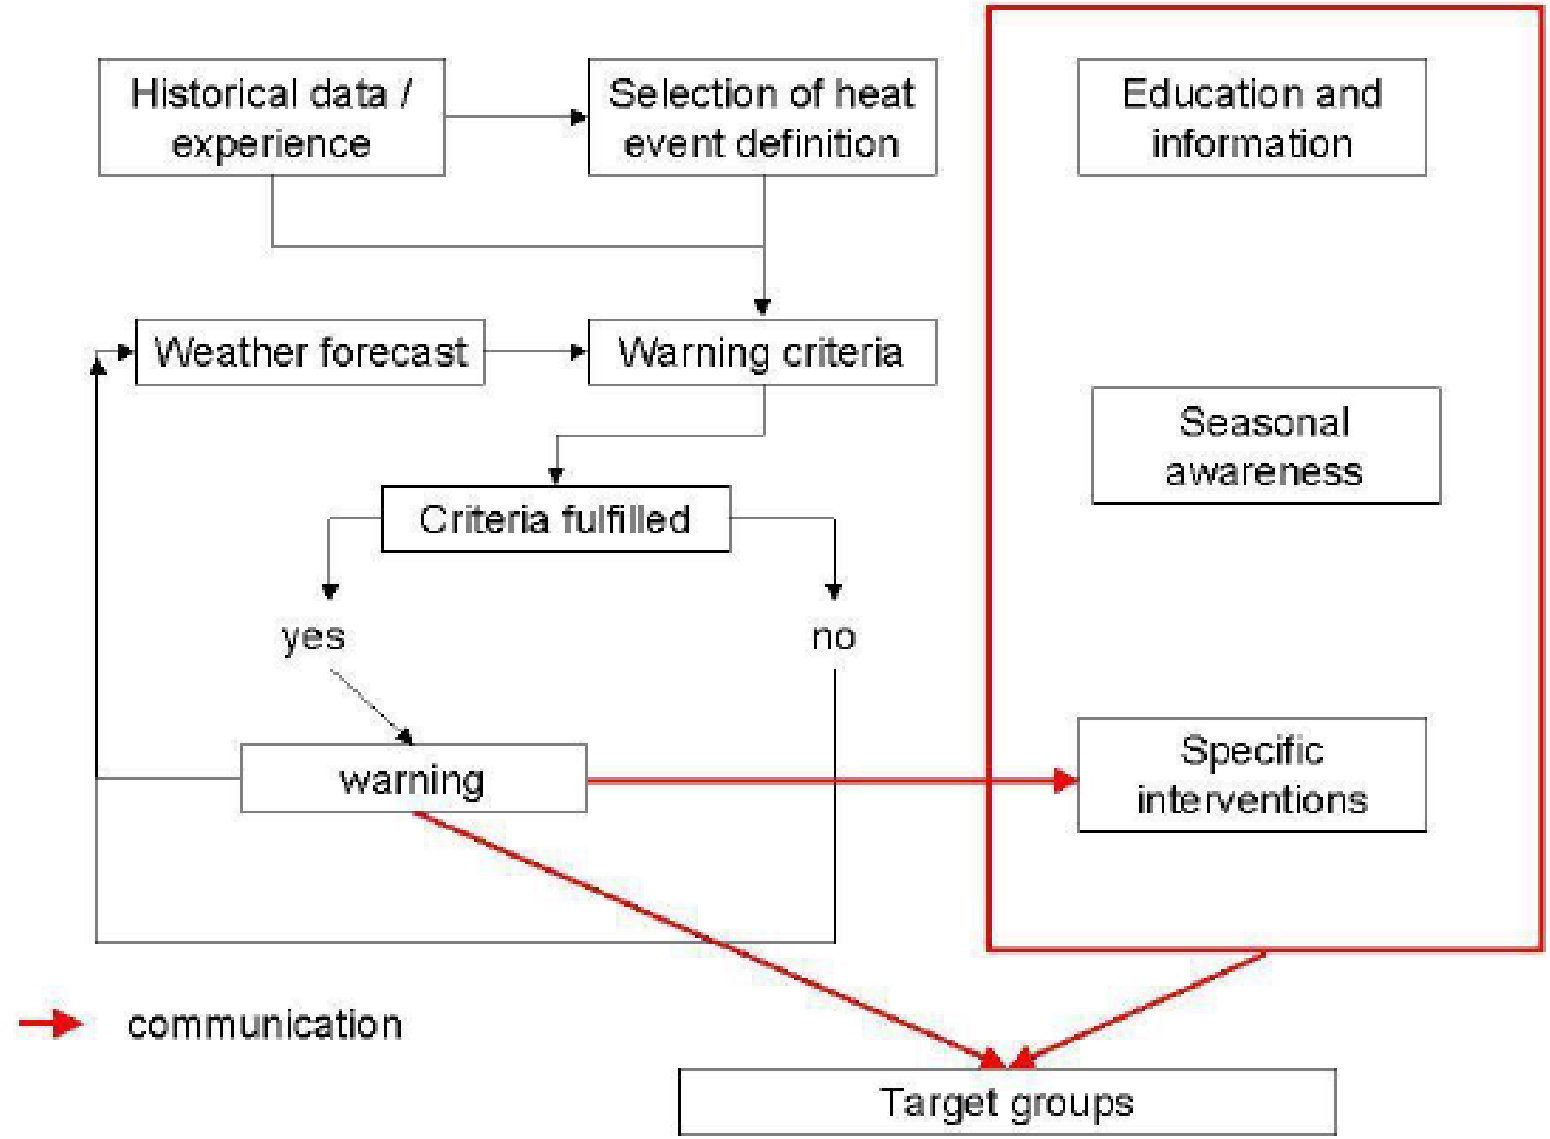 Historical data /
experience
Selection of heat
event definition
Education and
information
Weather forecast
Warning criteria
Seasonal
awareness
Criteria fulfilled
yes
no
warning
Specific
interventions
communication
Target groups